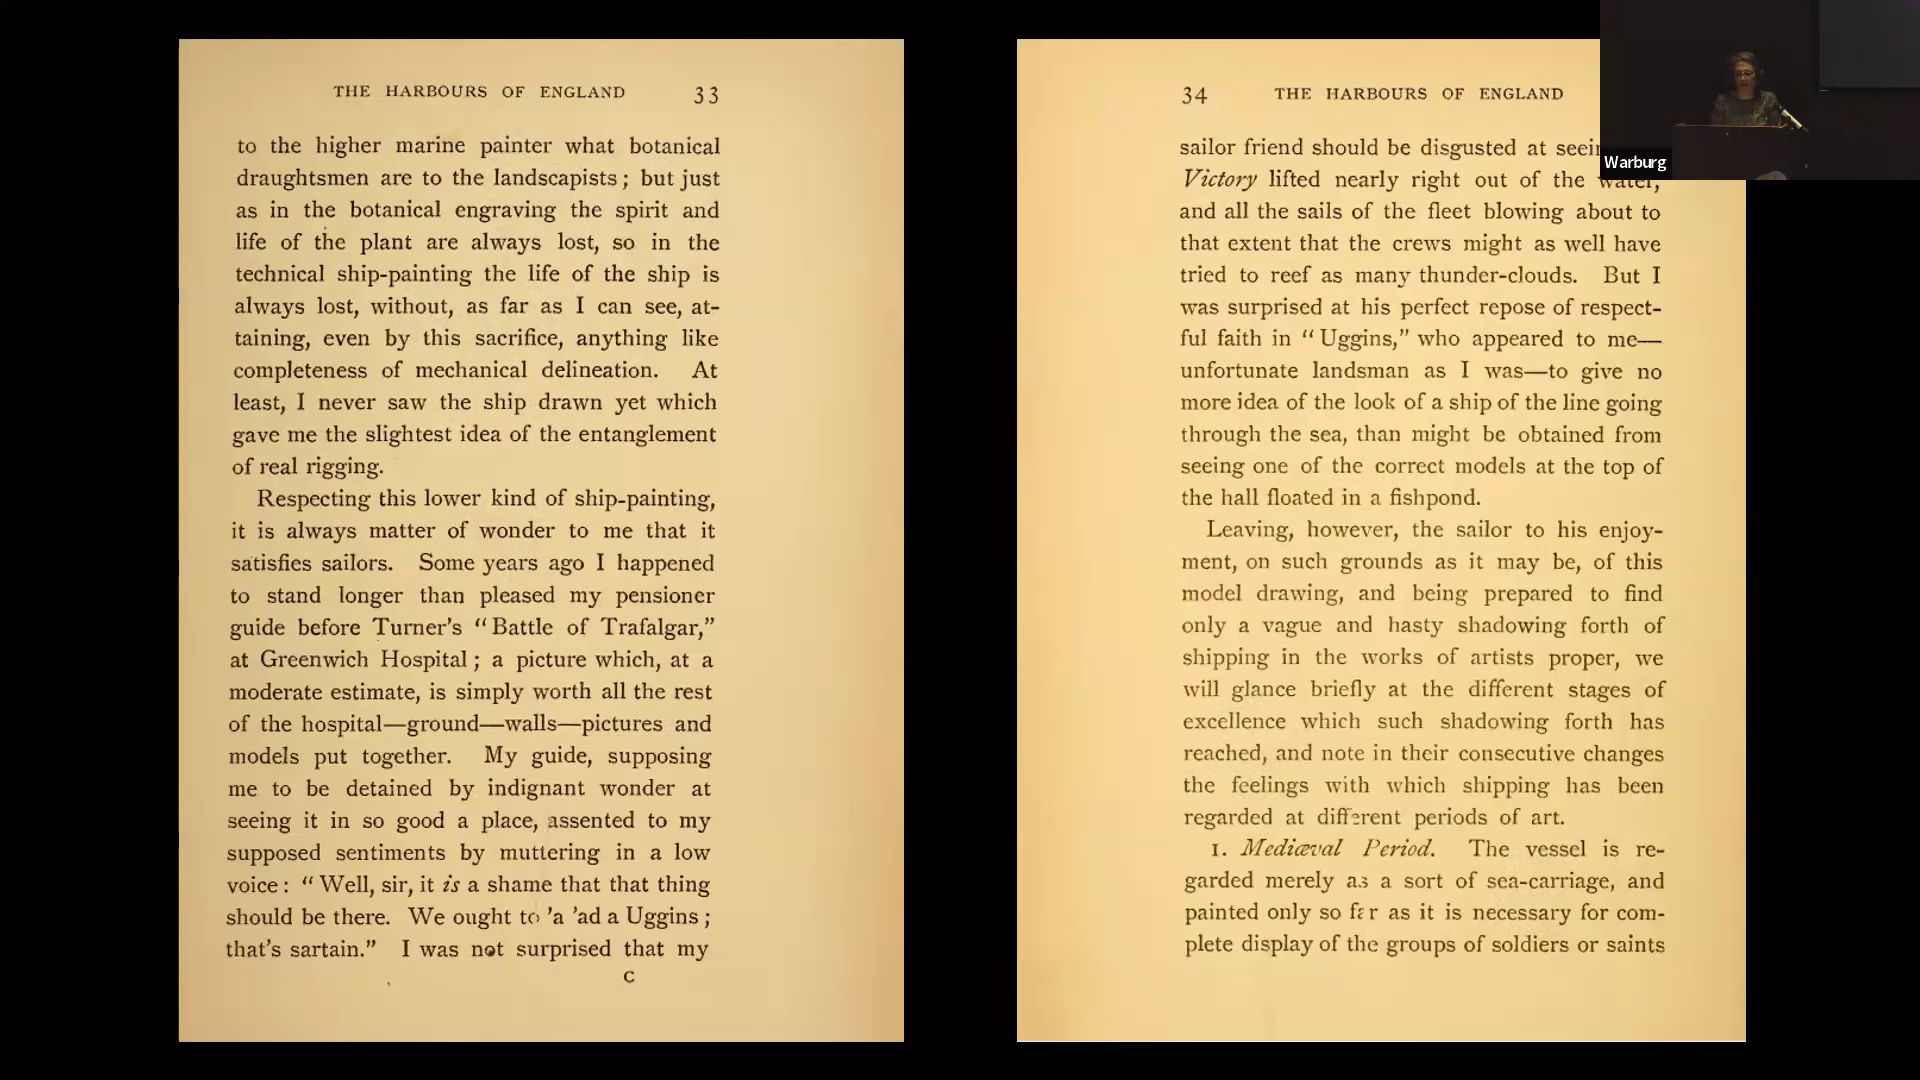 THE HARBOURS OF ENGLAND 33
to the higher marine painter what botanical
draughtsmen are to the landscapists; but just
as in the botanical engraving the spirit and
life of the plant are always lost, so in the
technical ship-painting the life of the ship is
always lost, without, as far as I can see, at-
taining, even by this sacrifice, anything like
completeness of mechanical delineation. At
least, I never saw the ship drawn yet which
gave me the slightest idea of the entanglement
of real rigging.
Respecting this lower kind of ship-painting,
it is always matter of wonder to me that it
satisfies sailors. Some years ago I happened
to stand longer than pleased my pensioner
guide before Turner's "Battle of Trafalgar,"
at Greenwich Hospital; a picture which, at a
moderate estimate, is simply worth all the rest
of the hospital—ground—walls—pictures and
models put together. My guide, supposing
me to be detained by indignant wonder at
seeing it in so good a place, assented to my
supposed sentiments by muttering in a low
voice: "Well, sir, it is a shame that that thing
should be there. We ought to 'a 'ad a Uggins;
that's sartain." I was not surprised that my
C
34 THE HARBOURS OF ENGLAND
sailor friend should be disgusted at
Victory lifted nearly right out of the water,
and all the sails of the fleet blowing about to
that extent that the crews might as well have
tried to reef as many thunder-clouds. But I
was surprised at his perfect repose of respect-
ful faith in "Uggins," who appeared to me—
unfortunate landsman as I was—to give no
more idea of the look of a ship of the line going
through the sea, than might be obtained from
seeing one of the correct models at the top of
the hall floated in a fishpond.
Leaving, however, the sailor to his enjoy-
ment, on such grounds as it may be, of this
model drawing, and being prepared to find
only a vague and hasty shadowing forth of
shipping in the works of artists proper, we
will glance briefly at the different stages of
excellence which such shadowing forth has
reached, and note in their consecutive changes
the feelings with which shipping has been
regarded at different periods of art.
1. Mediæval Period. The vessel is re-
garded merely as a sort of sea-carriage, and
painted only so far as it is necessary for com-
plete display of the groups of soldiers or saints
Warburg